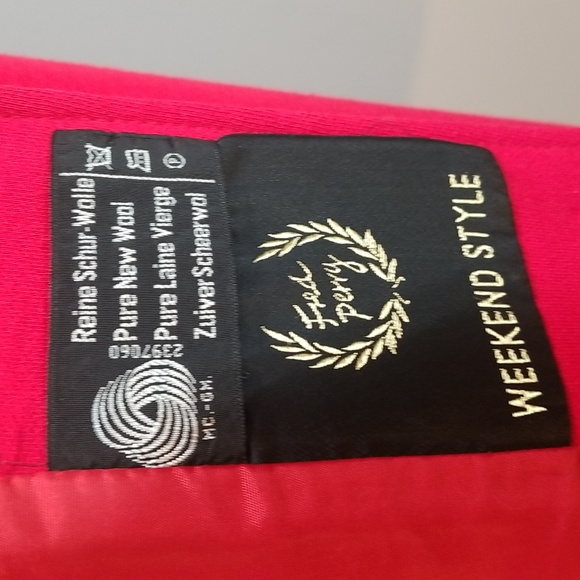 Fred
Perry
WEEKEND STYLE
Reine Schur-Wolle
Pure New Wool
Pure Laine Vierge
Zuiver Scheerwol
2397060
MC.-GM.
P